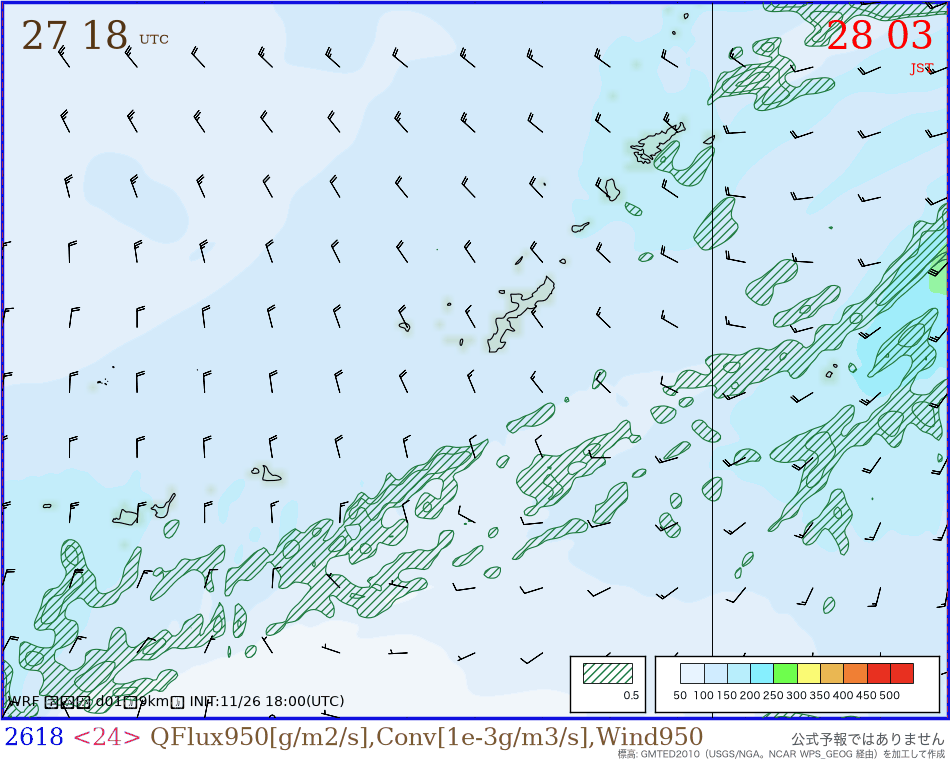 27 18 UTC
28 03
JST
0.5
50 100 150 200 250 300 350 400 450 500
WRF d01 9km INIT:11/26 18:00(UTC)
2618 <24> QFlux950[g/m2/s],Conv[1e-3g/m3/s],Wind950
公式予報ではありません
標高: GMTED2010（USGS/NGA。NCAR WPS_GEOG 経由）を加工して作成